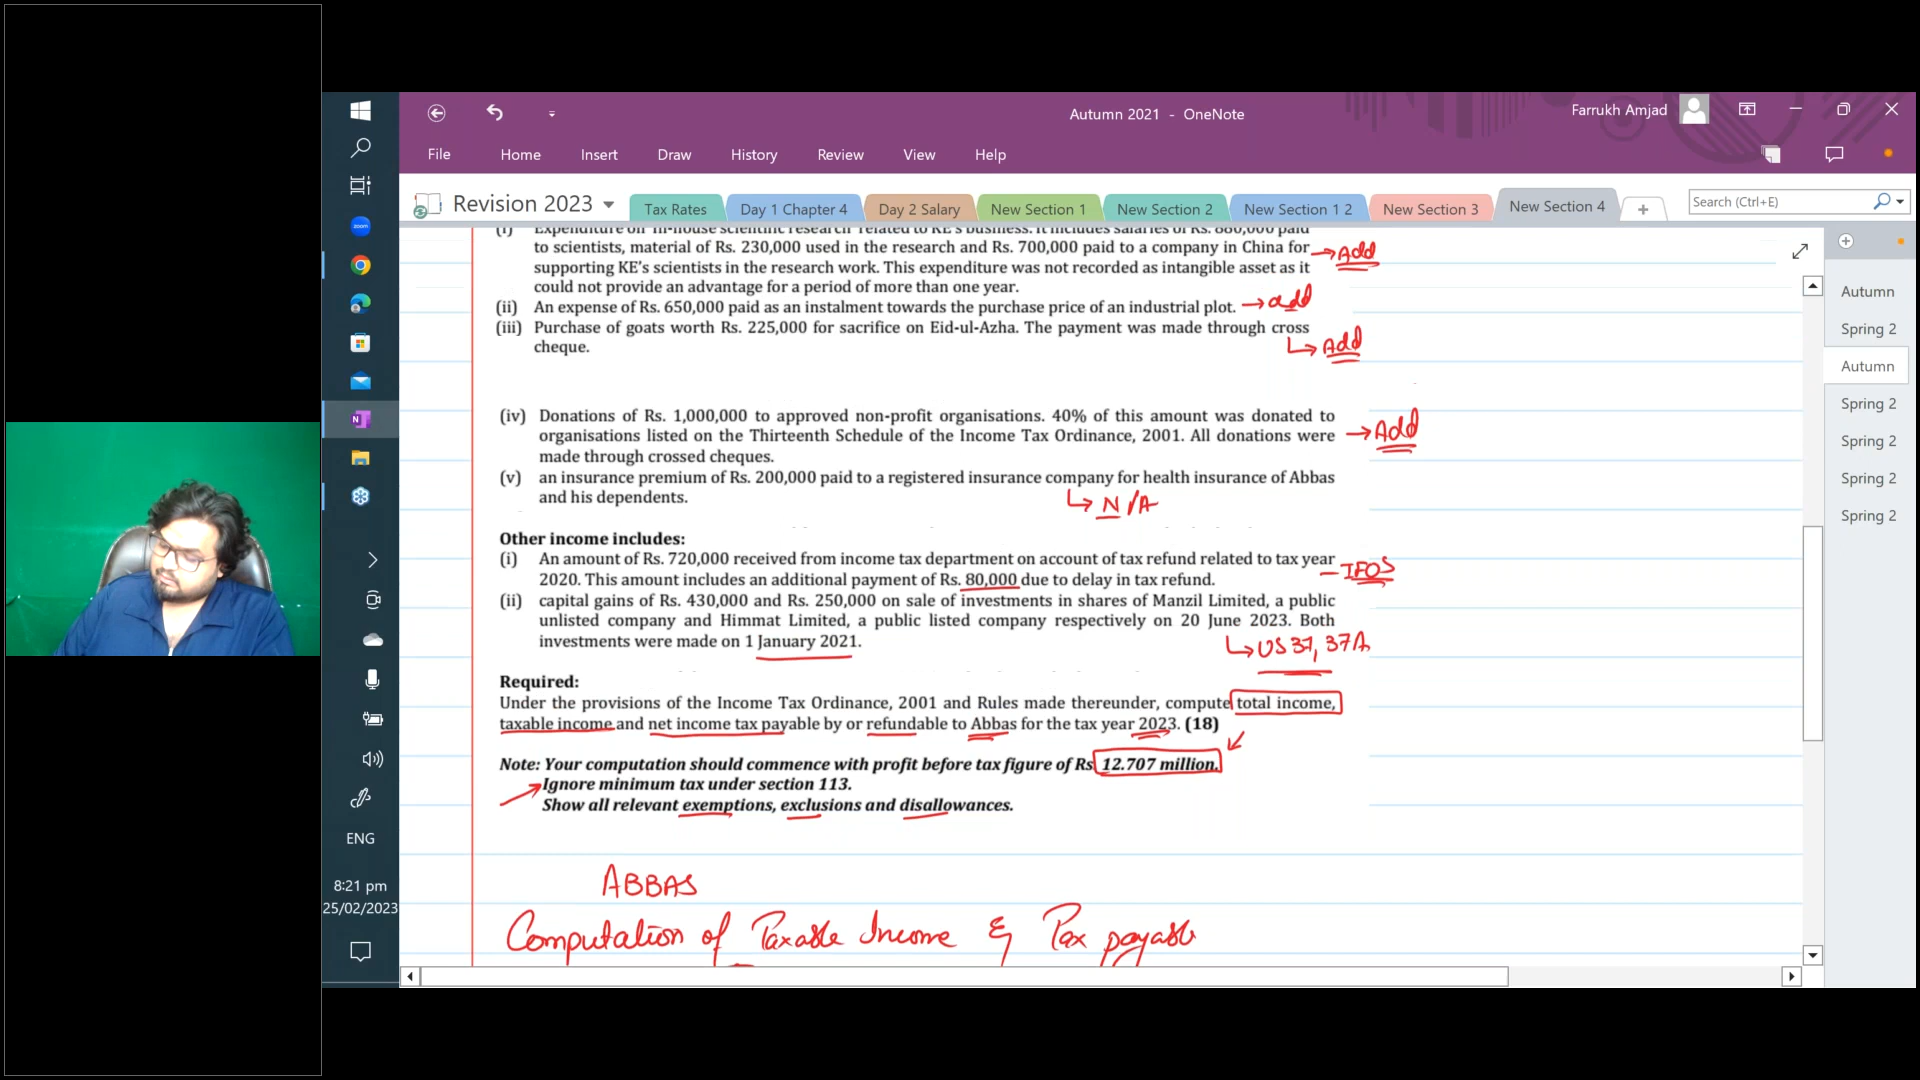 Autumn 2021 - OneNote
Farrukh Amjad
File Home Insert Draw History Review View Help
Revision 2023
Tax Rates Day 1 Chapter 4 Day 2 Salary New Section 1 New Section 2 New Section 1 2 New Section 3 New Section 4
Search (Ctrl+E)
zoom
(i) Expenditure on in-house scientific research related to KE's business. It includes salaries of Rs. 880,000 paid
to scientists, material of Rs. 230,000 used in the research and Rs. 700,000 paid to a company in China for
supporting KE's scientists in the research work. This expenditure was not recorded as intangible asset as it
could not provide an advantage for a period of more than one year.
→ Add
(ii) An expense of Rs. 650,000 paid as an instalment towards the purchase price of an industrial plot. → add
(iii) Purchase of goats worth Rs. 225,000 for sacrifice on Eid-ul-Azha. The payment was made through cross
cheque.
Add
(iv) Donations of Rs. 1,000,000 to approved non-profit organisations. 40% of this amount was donated to
organisations listed on the Thirteenth Schedule of the Income Tax Ordinance, 2001. All donations were
made through crossed cheques.
→ Add
(v) an insurance premium of Rs. 200,000 paid to a registered insurance company for health insurance of Abbas
and his dependents.
N/A
Other income includes:
(i) An amount of Rs. 720,000 received from income tax department on account of tax refund related to tax year
2020. This amount includes an additional payment of Rs. 80,000 due to delay in tax refund.
IFOS
(ii) capital gains of Rs. 430,000 and Rs. 250,000 on sale of investments in shares of Manzil Limited, a public
unlisted company and Himmat Limited, a public listed company respectively on 20 June 2023. Both
investments were made on 1 January 2021.
US 37, 37A
Required:
Under the provisions of the Income Tax Ordinance, 2001 and Rules made thereunder, compute total income,
taxable income and net income tax payable by or refundable to Abbas for the tax year 2023. (18)
Note: Your computation should commence with profit before tax figure of Rs 12.707 million.
Ignore minimum tax under section 113.
Show all relevant exemptions, exclusions and disallowances.
ABBAS
Computation of Taxable Income & Tax payable
Autumn
Spring 2
Autumn
Spring 2
Spring 2
Spring 2
Spring 2
ENG
8:21 pm
25/02/2023